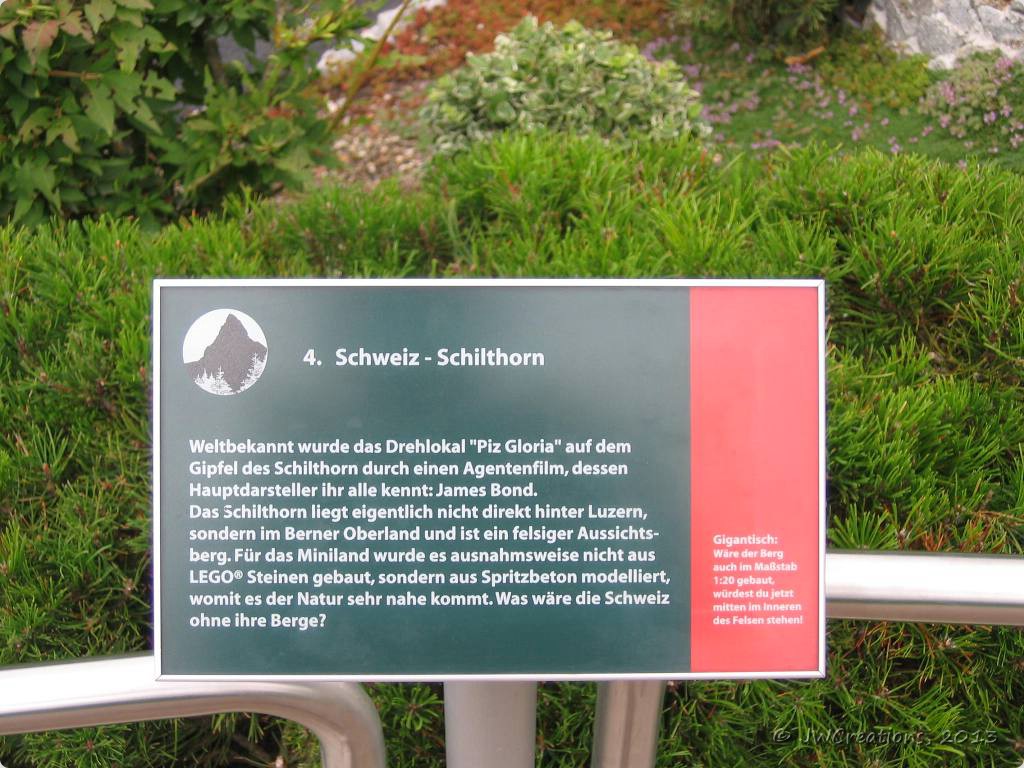 4. Schweiz - Schilthorn
Weltbekannt wurde das Drehlokal "Piz Gloria" auf dem
Gipfel des Schilthorn durch einen Agentenfilm, dessen
Hauptdarsteller ihr alle kennt: James Bond.
Das Schilthorn liegt eigentlich nicht direkt hinter Luzern,
sondern im Berner Oberland und ist ein felsiger Aussichts-
berg. Für das Miniland wurde es ausnahmsweise nicht aus
LEGO® Steinen gebaut, sondern aus Spritzbeton modelliert,
womit es der Natur sehr nahe kommt. Was wäre die Schweiz
ohne ihre Berge?
Gigantisch:
Wäre der Berg
auch im Maßstab
1:20 gebaut,
würdest du jetzt
mitten im Inneren
des Felsen stehen!
© JWCreations, 2013